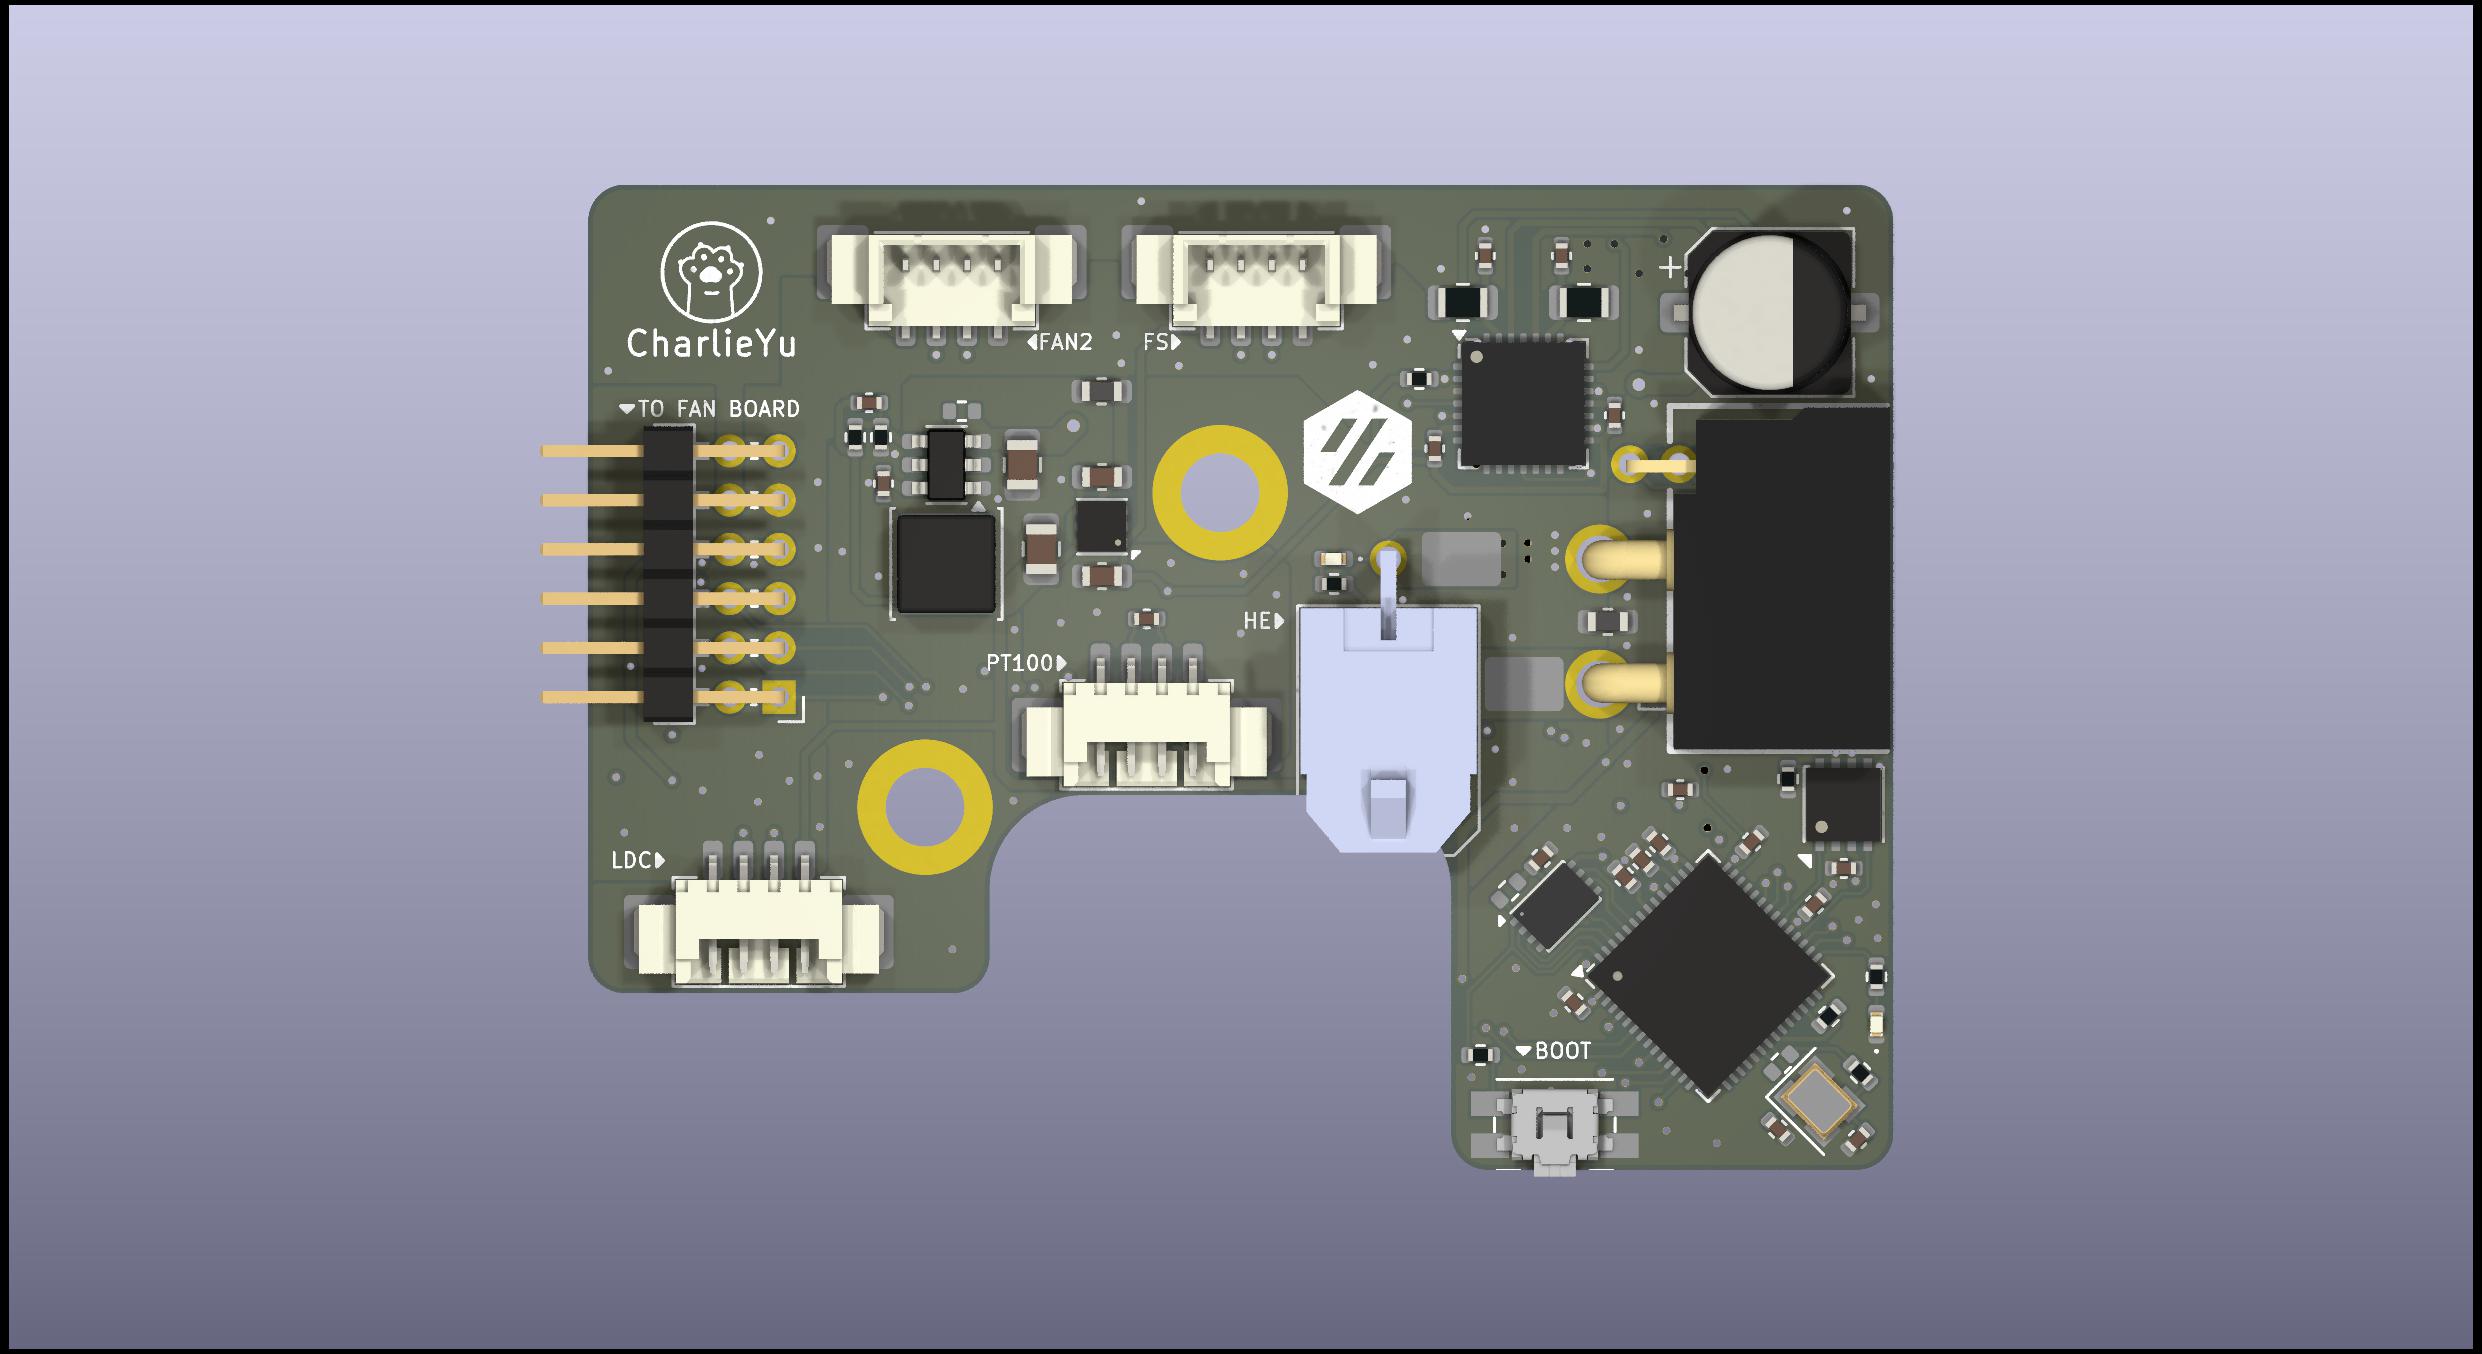 FAN2
FS
+
CharlieYu
TO FAN BOARD
HE
PT100
LDC
BOOT